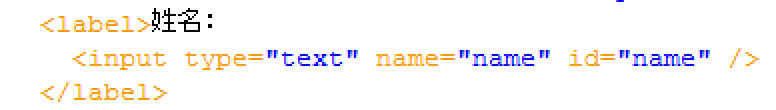 <label>姓名:
<input type="text" name="name" id="name" />
</label>